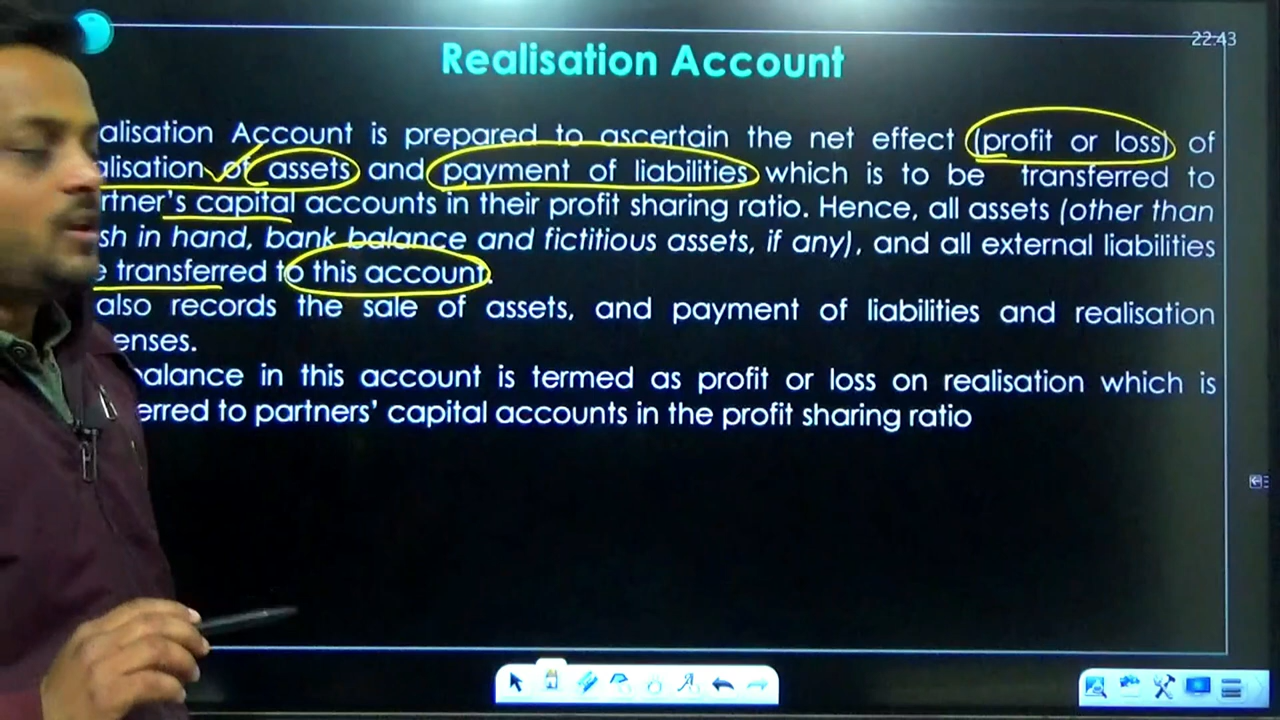 22:43
Realisation Account
alisation Account is prepared to ascertain the net effect (profit or loss) of
alisation of assets and payment of liabilities which is to be transferred to
rtner's capital accounts in their profit sharing ratio. Hence, all assets (other than
sh in hand, bank balance and fictitious assets, if any), and all external liabilities
e transferred to this account.
also records the sale of assets, and payment of liabilities and realisation
enses.
balance in this account is termed as profit or loss on realisation which is
erred to partners' capital accounts in the profit sharing ratio